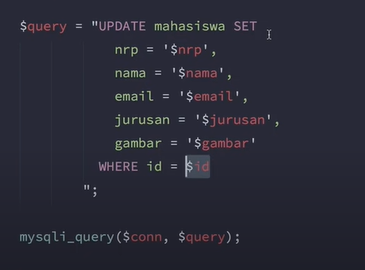 $query = "UPDATE mahasiswa SET
nrp = '$nrp',
nama = '$nama',
email = '$email',
jurusan = '$jurusan',
gambar = '$gambar'
WHERE id = $id
";
mysqli_query($conn, $query);